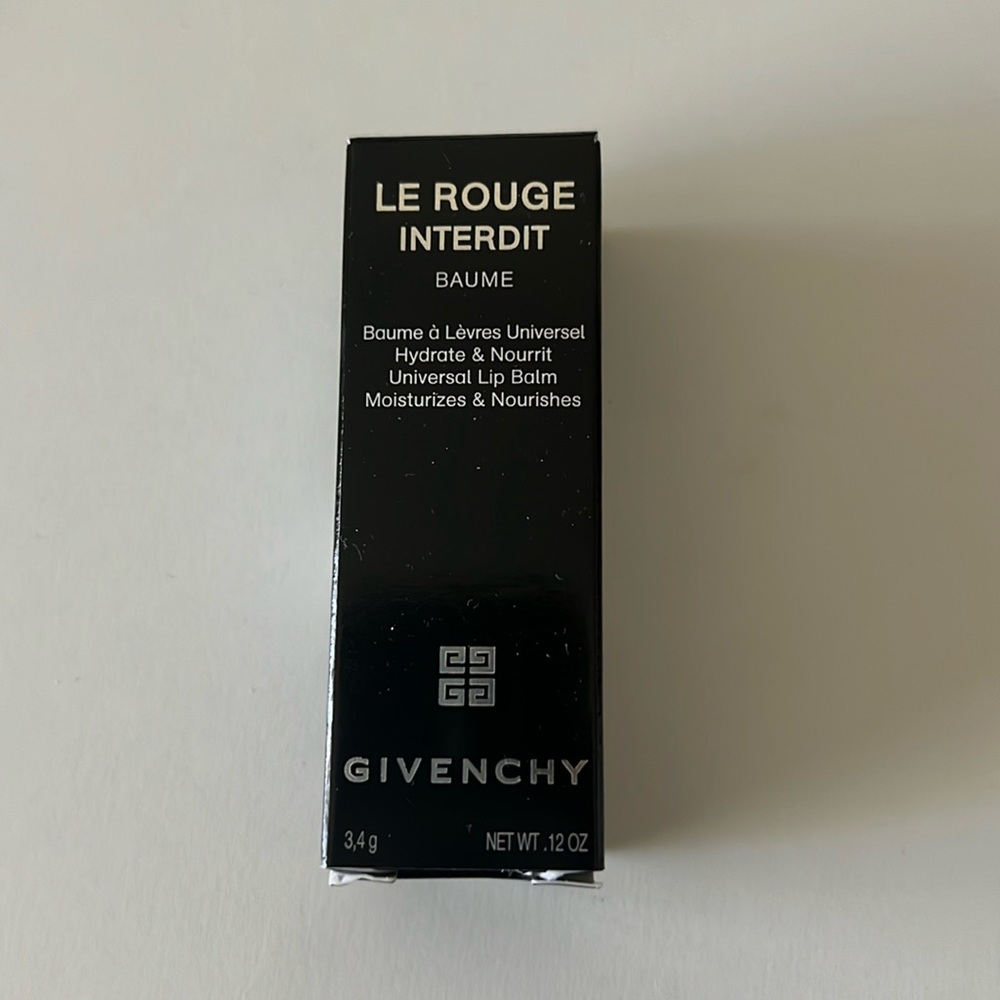 LE ROUGE
INTERDIT
BAUME
Baume à Lèvres Universel
Hydrate & Nourrit
Universal Lip Balm
Moisturizes & Nourishes
GIVENCHY
3,4 g NET WT .12 OZ